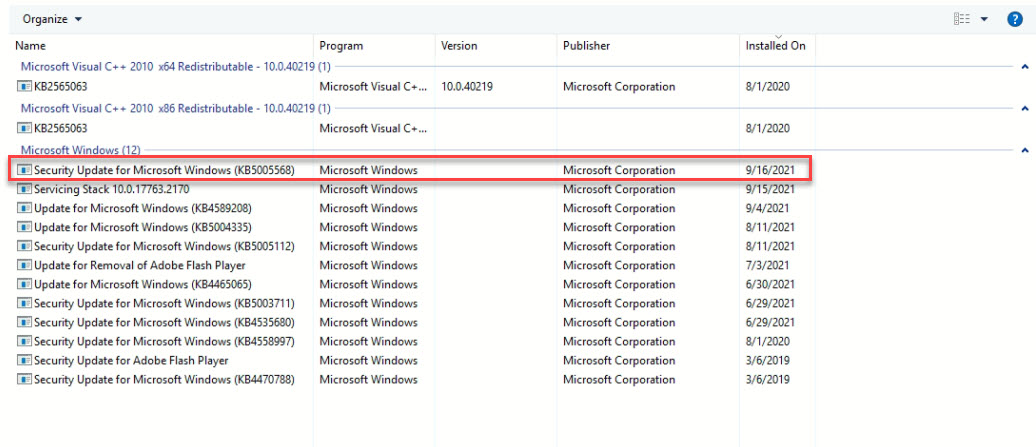 Organize
Name Program Version Publisher Installed On
Microsoft Visual C++ 2010 x64 Redistributable - 10.0.40219 (1)
KB2565063 Microsoft Visual C+... 10.0.40219 Microsoft Corporation 8/1/2020
Microsoft Visual C++ 2010 x86 Redistributable - 10.0.40219 (1)
KB2565063 Microsoft Visual C+... 8/1/2020
Microsoft Windows (12)
Security Update for Microsoft Windows (KB5005568) Microsoft Windows Microsoft Corporation 9/16/2021
Servicing Stack 10.0.17763.2170 Microsoft Windows Microsoft Corporation 9/15/2021
Update for Microsoft Windows (KB4589208) Microsoft Windows Microsoft Corporation 9/4/2021
Update for Microsoft Windows (KB5004335) Microsoft Windows Microsoft Corporation 8/11/2021
Security Update for Microsoft Windows (KB5005112) Microsoft Windows Microsoft Corporation 8/11/2021
Update for Removal of Adobe Flash Player Microsoft Windows Microsoft Corporation 7/3/2021
Update for Microsoft Windows (KB4465065) Microsoft Windows Microsoft Corporation 6/30/2021
Security Update for Microsoft Windows (KB5003711) Microsoft Windows Microsoft Corporation 6/29/2021
Security Update for Microsoft Windows (KB4535680) Microsoft Windows Microsoft Corporation 6/29/2021
Security Update for Microsoft Windows (KB4558997) Microsoft Windows Microsoft Corporation 8/1/2020
Security Update for Adobe Flash Player Microsoft Windows Microsoft Corporation 3/6/2019
Security Update for Microsoft Windows (KB4470788) Microsoft Windows Microsoft Corporation 3/6/2019